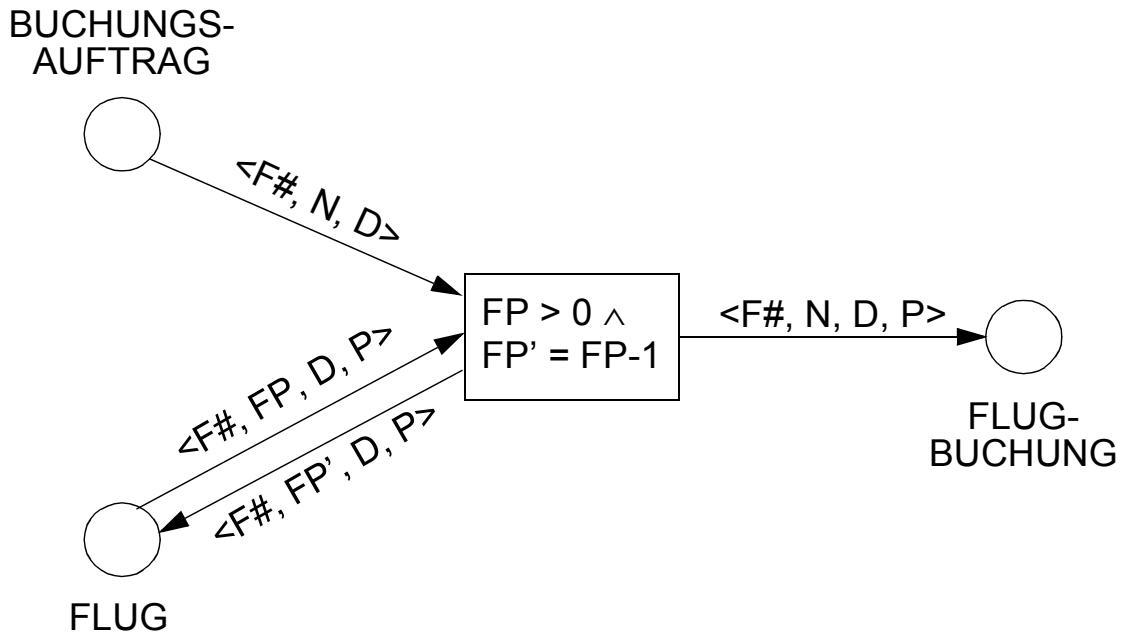 BUCHUNGS-
AUFTRAG
<F#, N, D>
FP > 0 ∧
FP’ = FP-1
<F#, N, D, P>
<F#, FP, D, P>
<F#, FP’, D, P>
FLUG-
BUCHUNG
FLUG